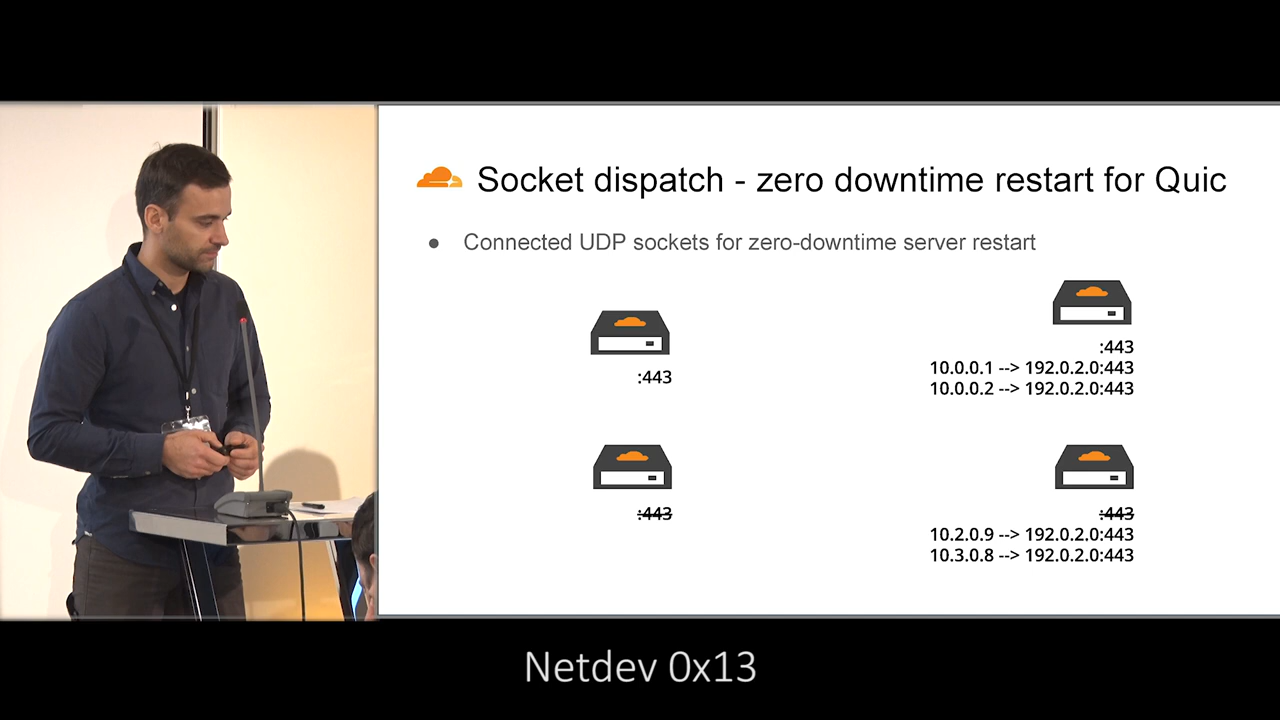 Socket dispatch - zero downtime restart for Quic
● Connected UDP sockets for zero-downtime server restart
:443
:443
10.0.0.1 --> 192.0.2.0:443
10.0.0.2 --> 192.0.2.0:443
:443
:443
10.2.0.9 --> 192.0.2.0:443
10.3.0.8 --> 192.0.2.0:443
Netdev 0x13